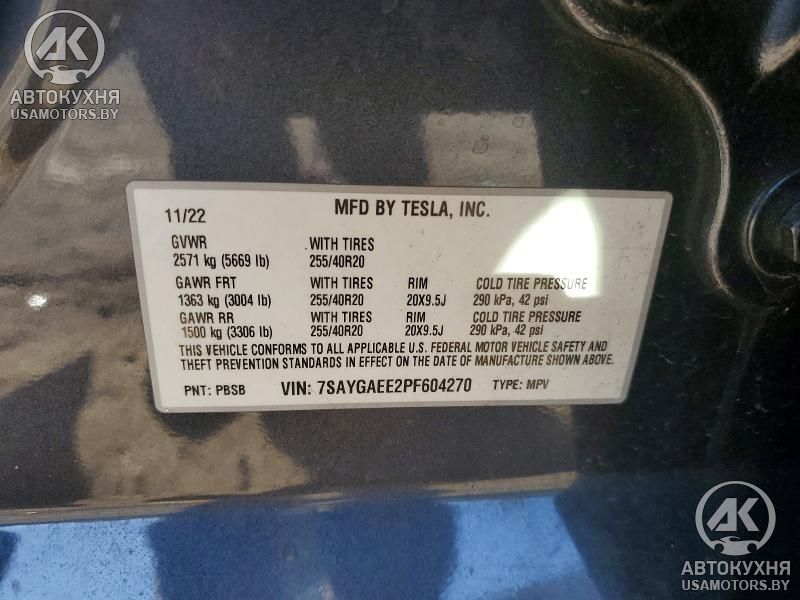 АК
АВТОКУХНЯ
USAMOTORS.BY
11/22 MFD BY TESLA, INC.
GVWR WITH TIRES
2571 kg (5669 lb) 255/40R20
GAWR FRT WITH TIRES RIM COLD TIRE PRESSURE
1363 kg (3004 lb) 255/40R20 20X9.5J 290 kPa, 42 psi
GAWR RR WITH TIRES RIM COLD TIRE PRESSURE
1500 kg (3306 lb) 255/40R20 20X9.5J 290 kPa, 42 psi
THIS VEHICLE CONFORMS TO ALL APPLICABLE U.S. FEDERAL MOTOR VEHICLE SAFETY AND
THEFT PREVENTION STANDARDS IN EFFECT ON THE DATE OF MANUFACTURE SHOWN ABOVE.
PNT: PBSB VIN: 7SAYGAEE2PF604270 TYPE: MPV
АК
АВТОКУХНЯ
USAMOTORS.BY